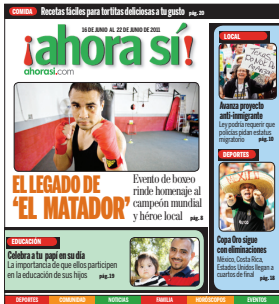 COMIDA Recetas fáciles para tortitas deliciosas a tu gusto pág. 20
16 DE JUNIO AL 22 DE JUNIO DE 2011
¡ahora sí!
ahorasi.com
EL LEGADO DE
'EL MATADOR'
Evento de boxeo
rinde homenaje al
campeón mundial
y héroe local pág. 8
EDUCACIÓN
Celebra a tu papi en su día
La importancia de que ellos participen
en la educación de sus hijos pág.19
LOCAL
Avanza proyecto
anti-inmigrante
Ley podría requerir que
policías pidan estatus
migratorio pág.10
DEPORTES
Copa Oro sigue
con eliminaciones
México, Costa Rica,
Estados Unidos llegan a
cuartos de final pág. 18
DEPORTES COMUNIDAD NOTICIAS FAMILIA HORÓSCOPOS EVENTOS